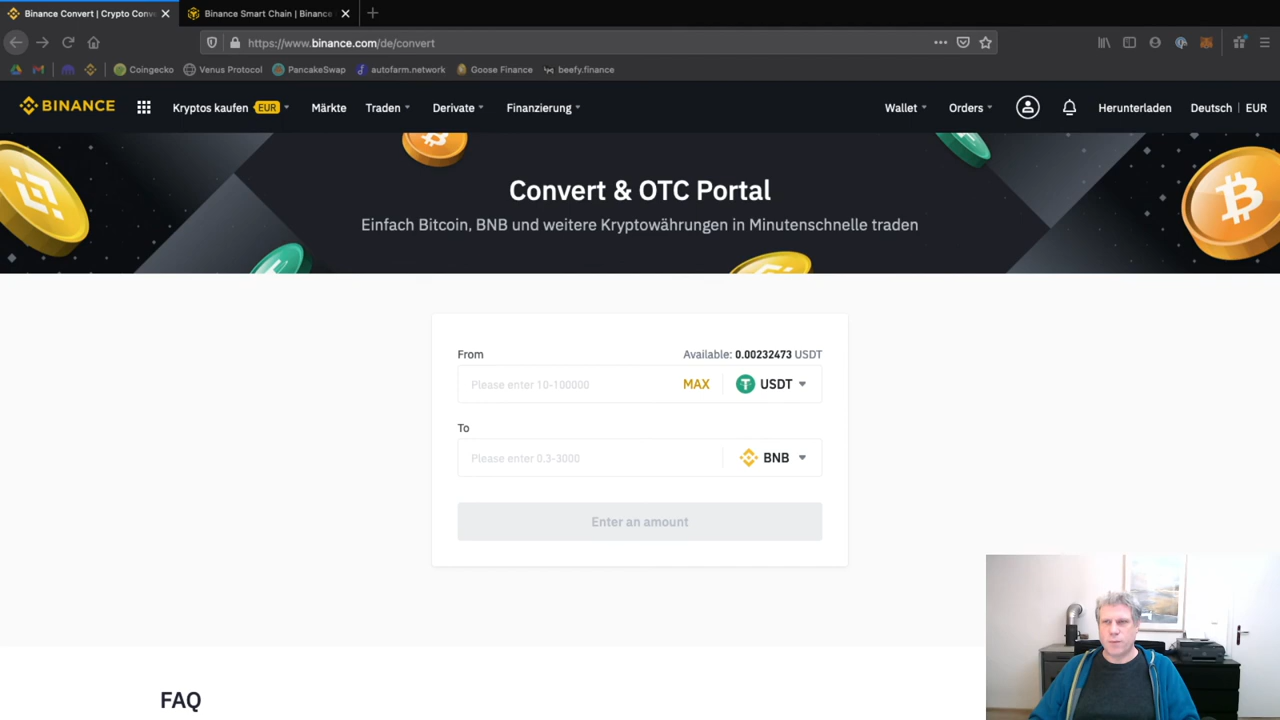 Binance Convert | Crypto Conv
Binance Smart Chain | Binance
https://www.binance.com/de/convert
Coingecko
Venus Protocol
PancakeSwap
autofarm.network
Goose Finance
beefy.finance
BINANCE
Kryptos kaufen EUR
Märkte
Traden
Derivate
Finanzierung
Wallet
Orders
Herunterladen
Deutsch | EUR
Convert & OTC Portal
Einfach Bitcoin, BNB und weitere Kryptowährungen in Minutenschnelle traden
From
Available: 0.00232473 USDT
Please enter 10-100000
MAX
USDT
To
Please enter 0.3-3000
BNB
Enter an amount
FAQ